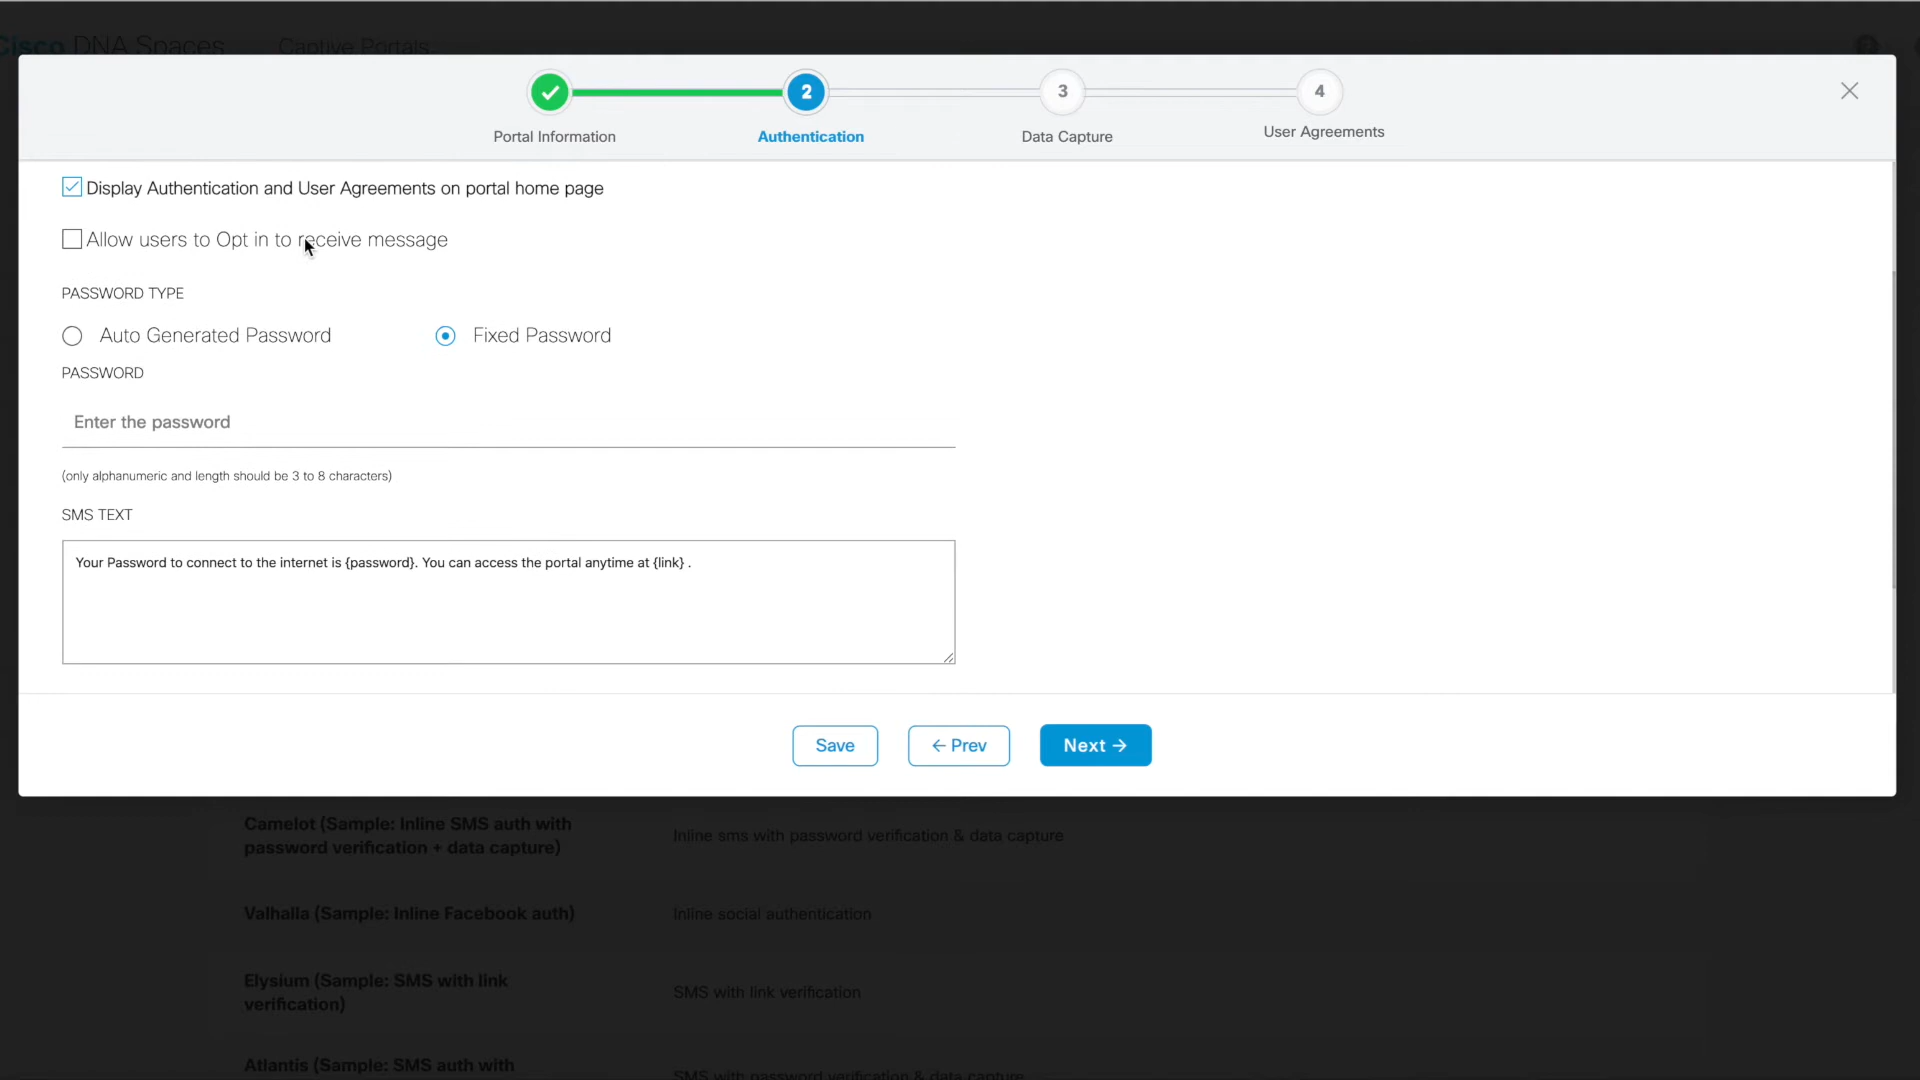 Cisco DNA Spaces Captive Portals
2 3 4
Portal Information Authentication Data Capture User Agreements
Display Authentication and User Agreements on portal home page
Allow users to Opt in to receive message
PASSWORD TYPE
Auto Generated Password Fixed Password
PASSWORD
Enter the password
(only alphanumeric and length should be 3 to 8 characters)
SMS TEXT
Your Password to connect to the internet is {password}. You can access the portal anytime at {link} .
Save ← Prev Next →
Camelot (Sample: Inline SMS auth with
password verification + data capture)
Inline sms with password verification & data capture
Valhalla (Sample: Inline Facebook auth) Inline social authentication
Elysium (Sample: SMS with link
verification)
SMS with link verification
Atlantis (Sample: SMS auth with
SMS with password verification & data capture